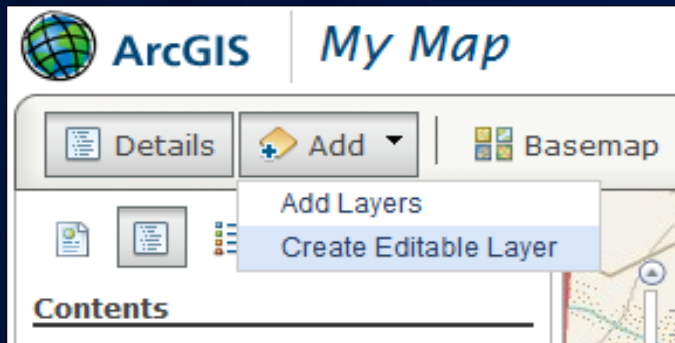 ArcGIS My Map
Details Add Basemap
Add Layers
Create Editable Layer
Contents